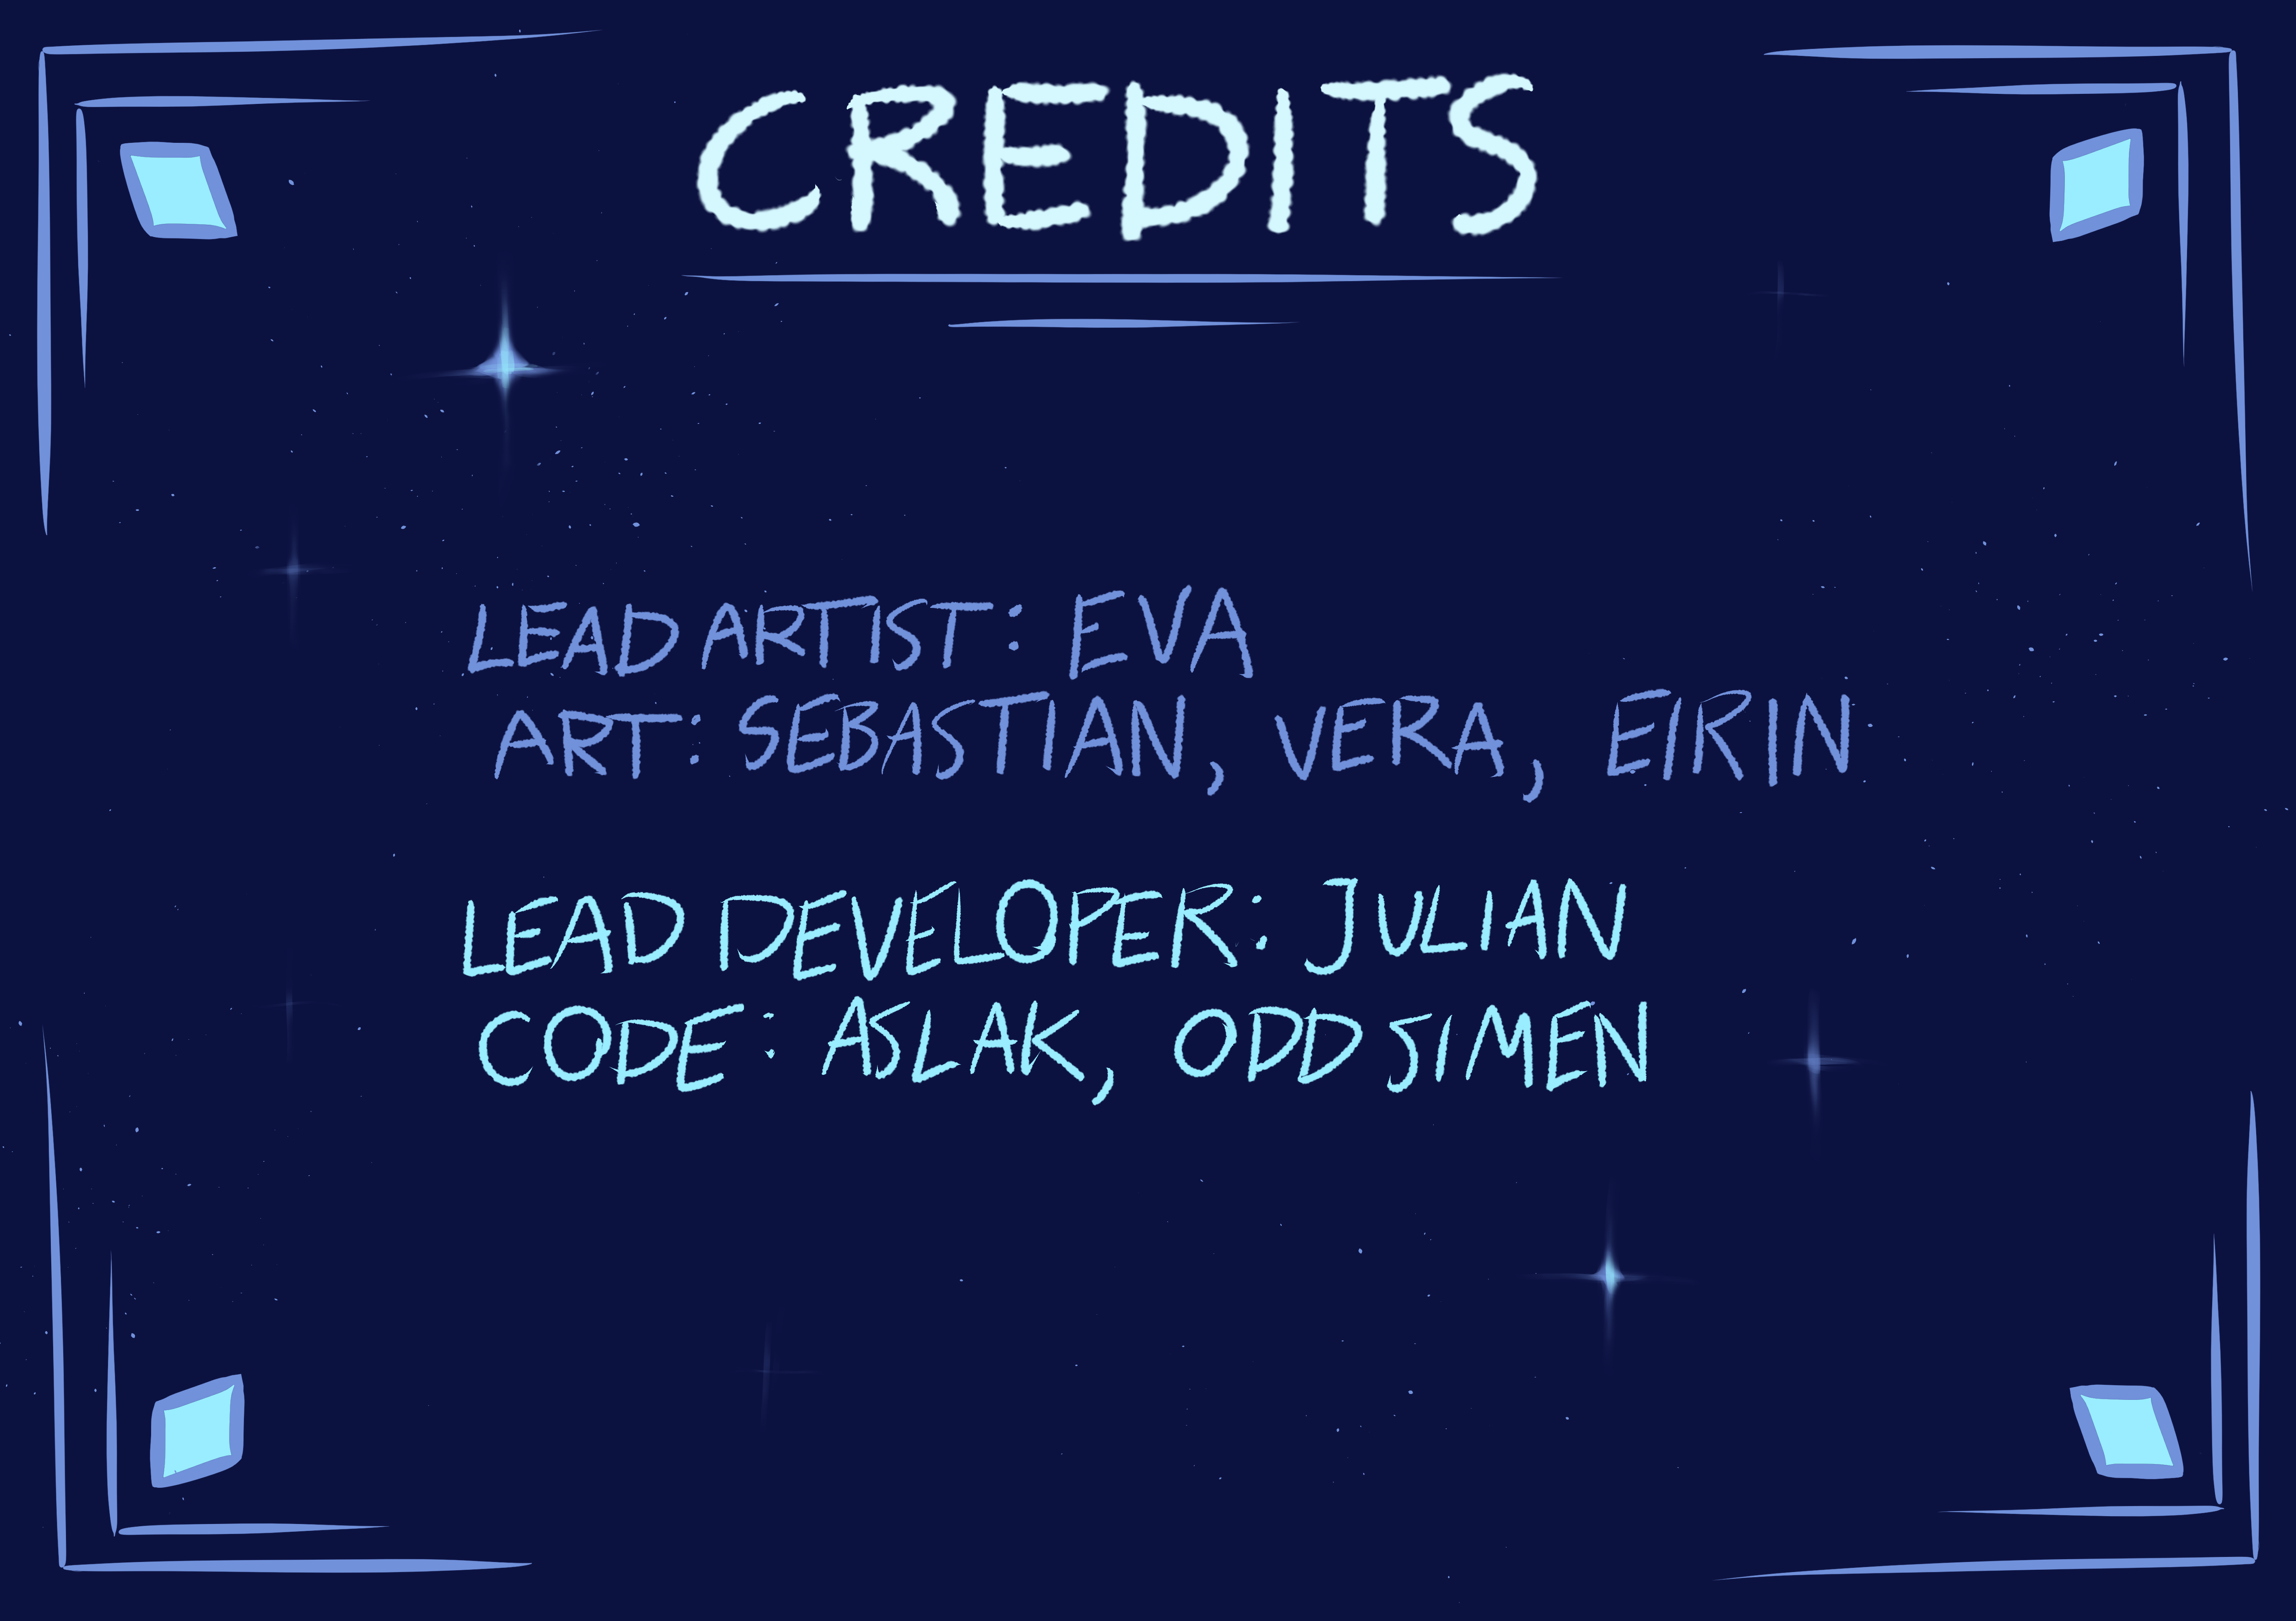 CREDITS
LEAD ARTIST: EVA
ART: SEBASTIAN, VERA, EIRIN
LEAD DEVELOPER: JULIAN
CODE: ASLAK, ODD SIMEN